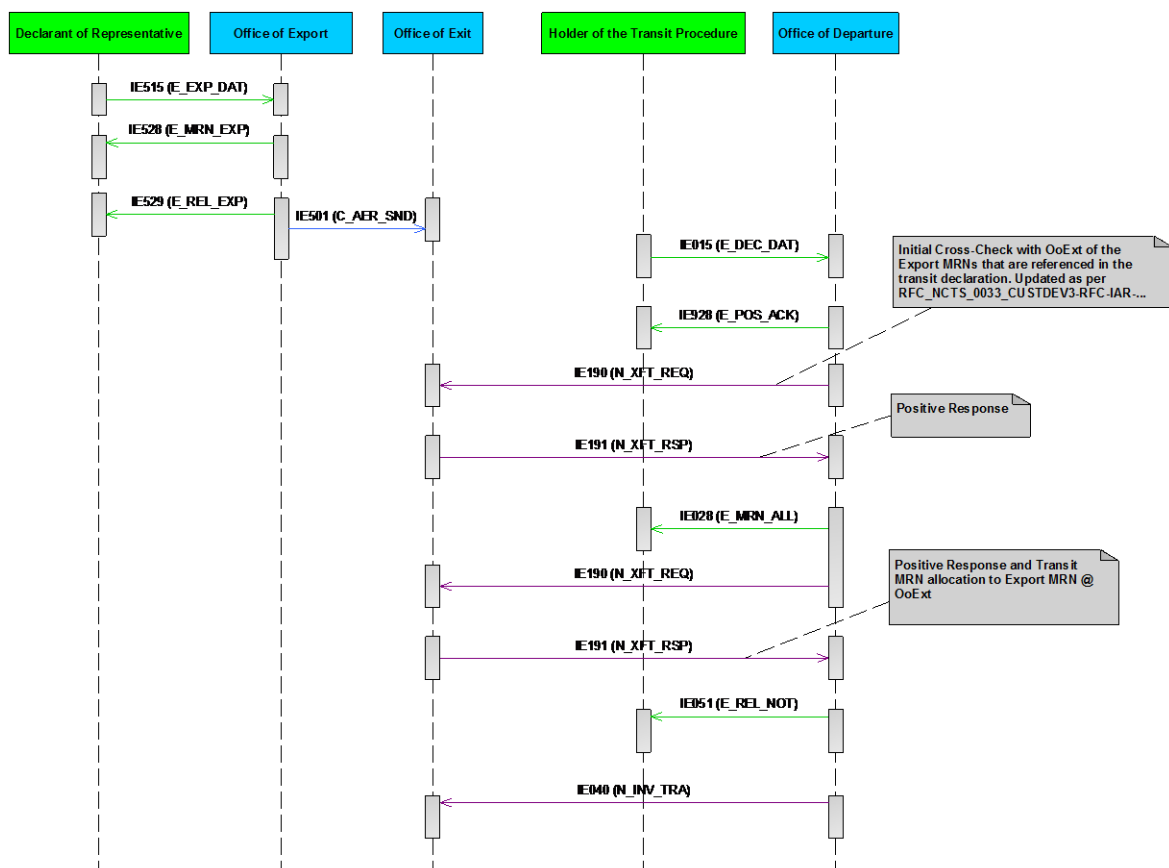 Declarant of Representative
Office of Export
Office of Exit
Holder of the Transit Procedure
Office of Departure
IE515 (E_EXP_DAT)
IE528 (E_MRN_EXP)
IE529 (E_REL_EXP)
IE501 (C_AER_SND)
IE015 (E_DEC_DAT)
Initial Cross-Check with OoExt of the
Export MRNs that are referenced in the
transit declaration. Updated as per
RFC_NCTS_0033_CUSTDEV3-RFC-IAR-...
IE928 (E_POS_ACK)
IE190 (N_XFT_REQ)
Positive Response
IE191 (N_XFT_RSP)
IE028 (E_MRN_ALL)
Positive Response and Transit
MRN allocation to Export MRN @
OoExt
IE190 (N_XFT_REQ)
IE191 (N_XFT_RSP)
IE051 (E_REL_NOT)
IE040 (N_INV_TRA)